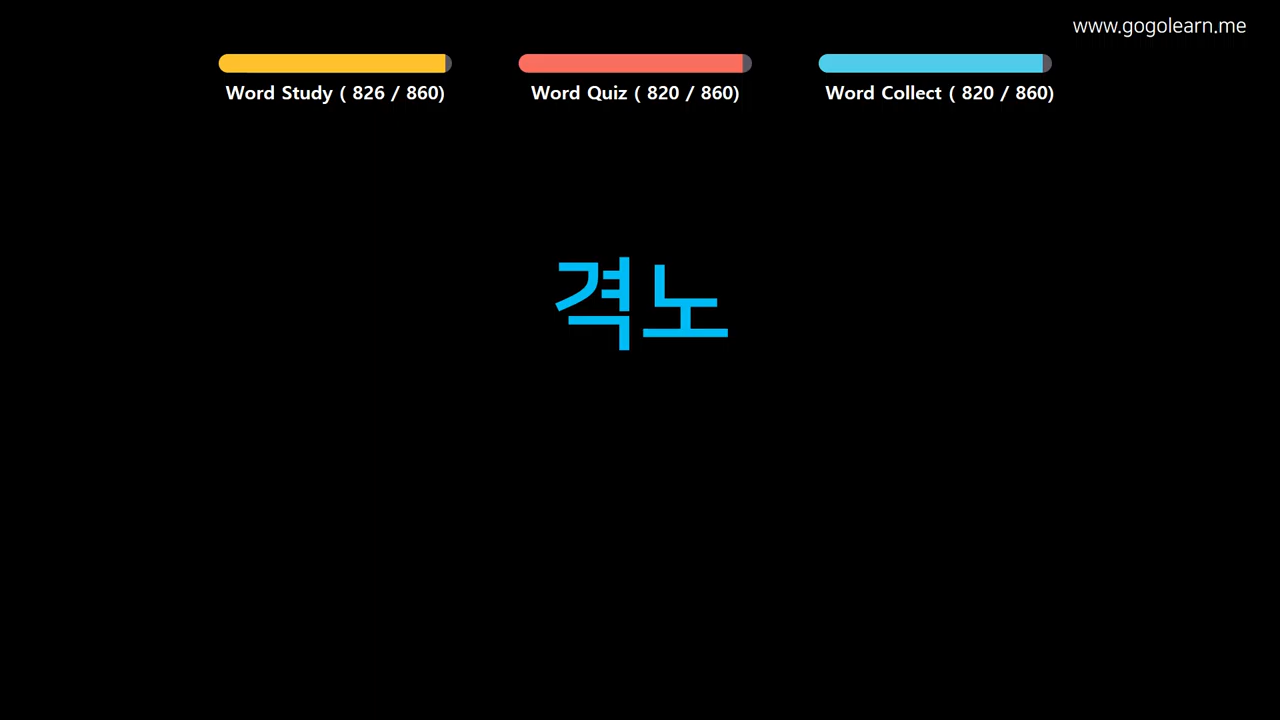 www.gogolearn.me
Word Study ( 826 / 860)
Word Quiz ( 820 / 860)
Word Collect ( 820 / 860)
격노